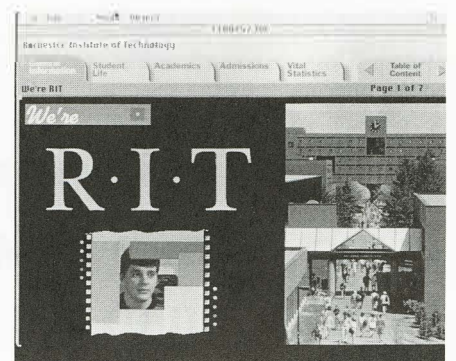 Rochester Institute of Technology
Student Life
Academics
Admissions
Vital Statistics
Table of Content
We're RIT
Page 1 of 7
We're
R·I·T